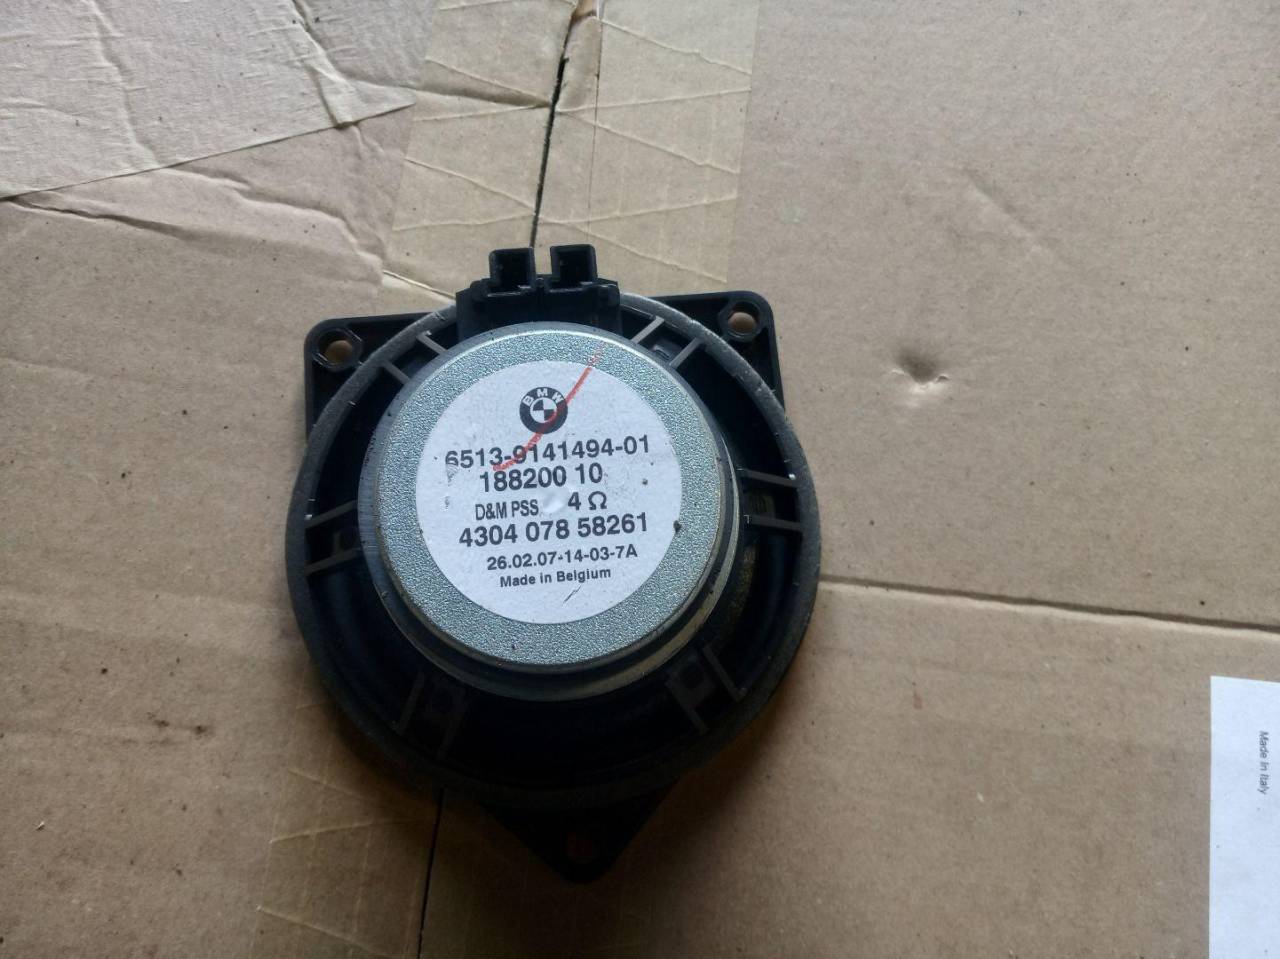 BMW
6513-9141494-01
188200 10
D&M PSS 4 Ω
4304 078 58261
26.02.07-14-03-7A
Made in Belgium
Made in Italy